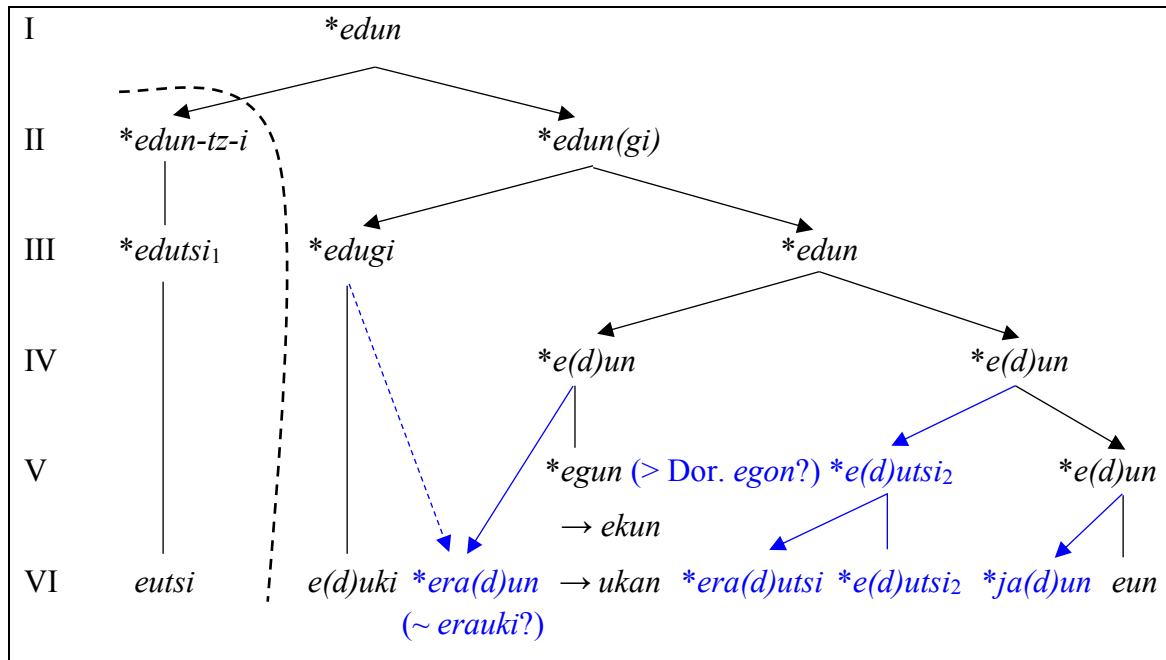 I *edun
II *edun-tz-i *edun(gi)
III *edutsi₁ *edugi *edun
IV *e(d)un *e(d)un
V *egun (> Dor. egon?) *e(d)utsi₂ *e(d)un
→ ekun
VI eutsi e(d)uki *era(d)un → ukan *era(d)utsi *e(d)utsi₂ *ja(d)un eun
(~ erauki?)